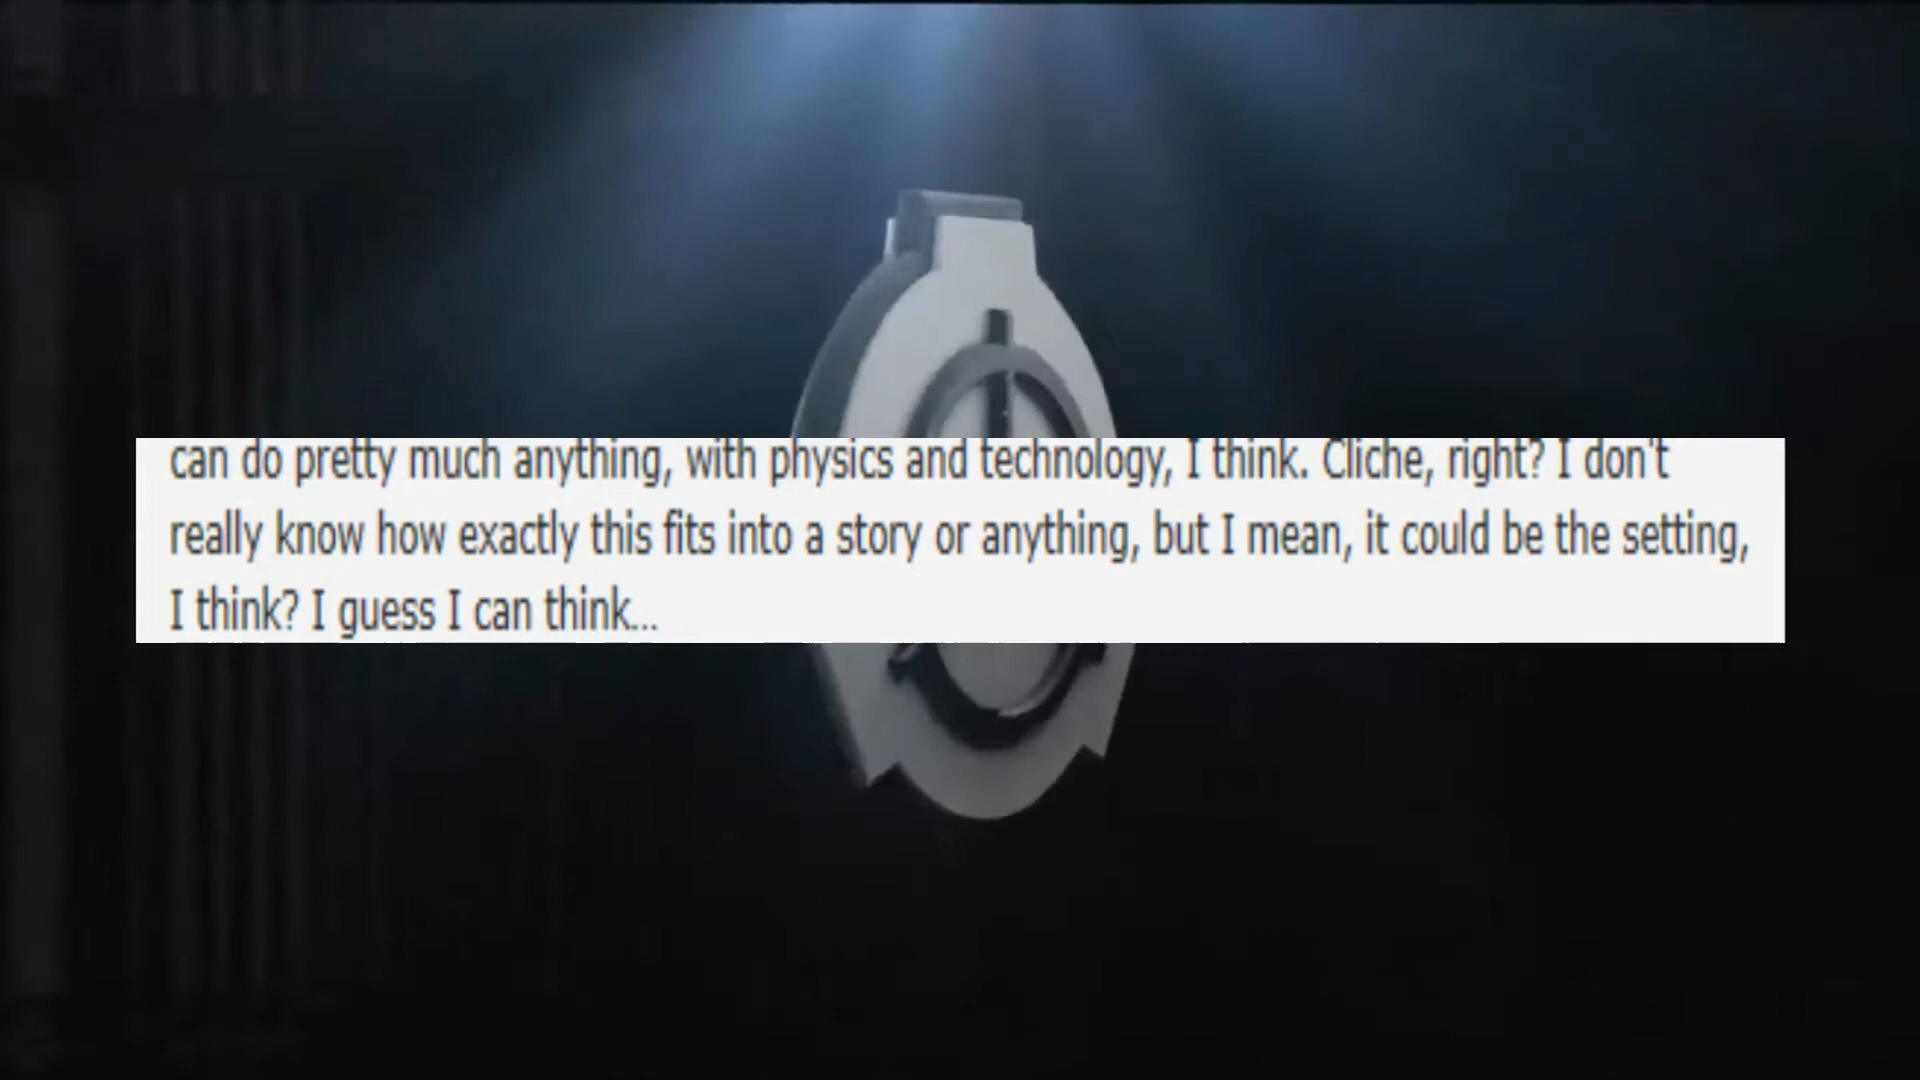 can do pretty much anything, with physics and technology, I think. Cliche, right? I don't
really know how exactly this fits into a story or anything, but I mean, it could be the setting,
I think? I guess I can think...